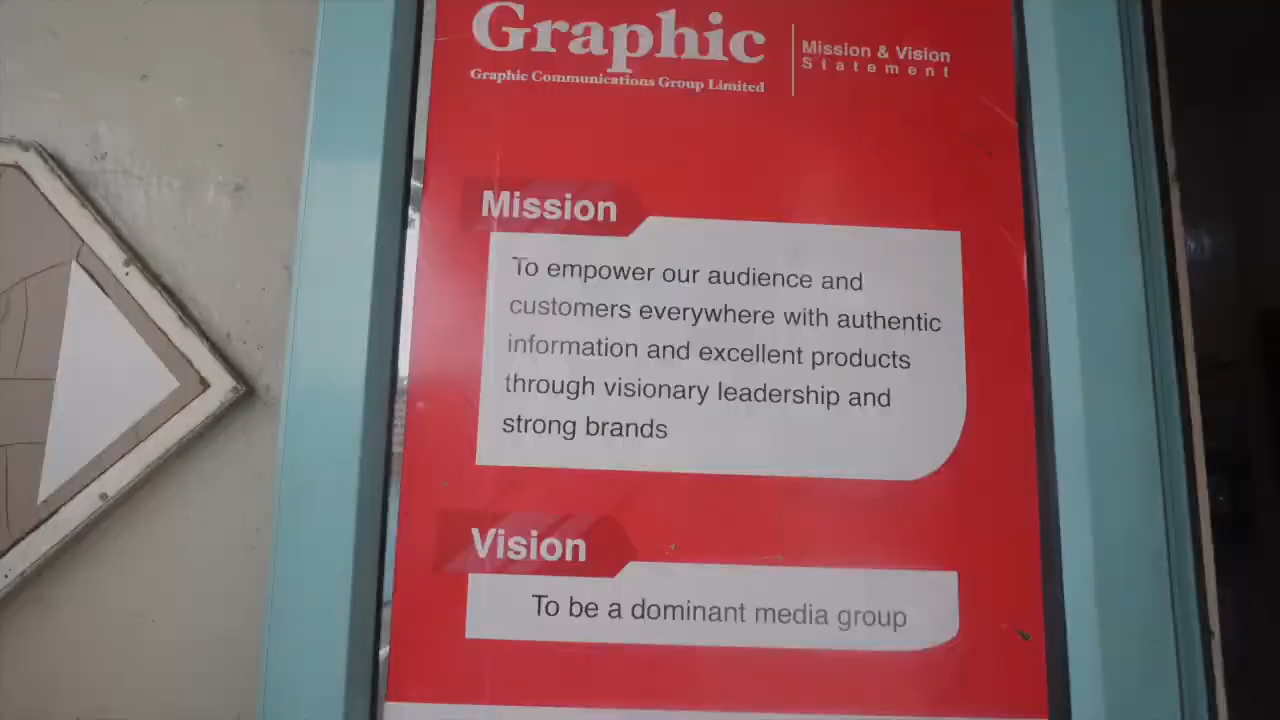 Graphic
Graphic Communications Group Limited
Mission & Vision
Statement
Mission
To empower our audience and
customers everywhere with authentic
information and excellent products
through visionary leadership and
strong brands
Vision
To be a dominant media group